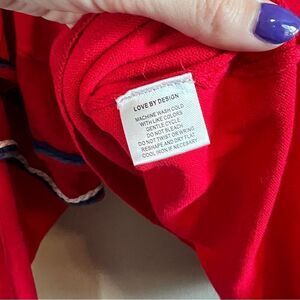 LOVE BY DESIGN
MACHINE WASH COLD
WITH LIKE COLORS
GENTLE CYCLE
DO NOT BLEACH
DO NOT TWIST OR WRING
RESHAPE AND DRY FLAT
COOL IRON IF NECESARY